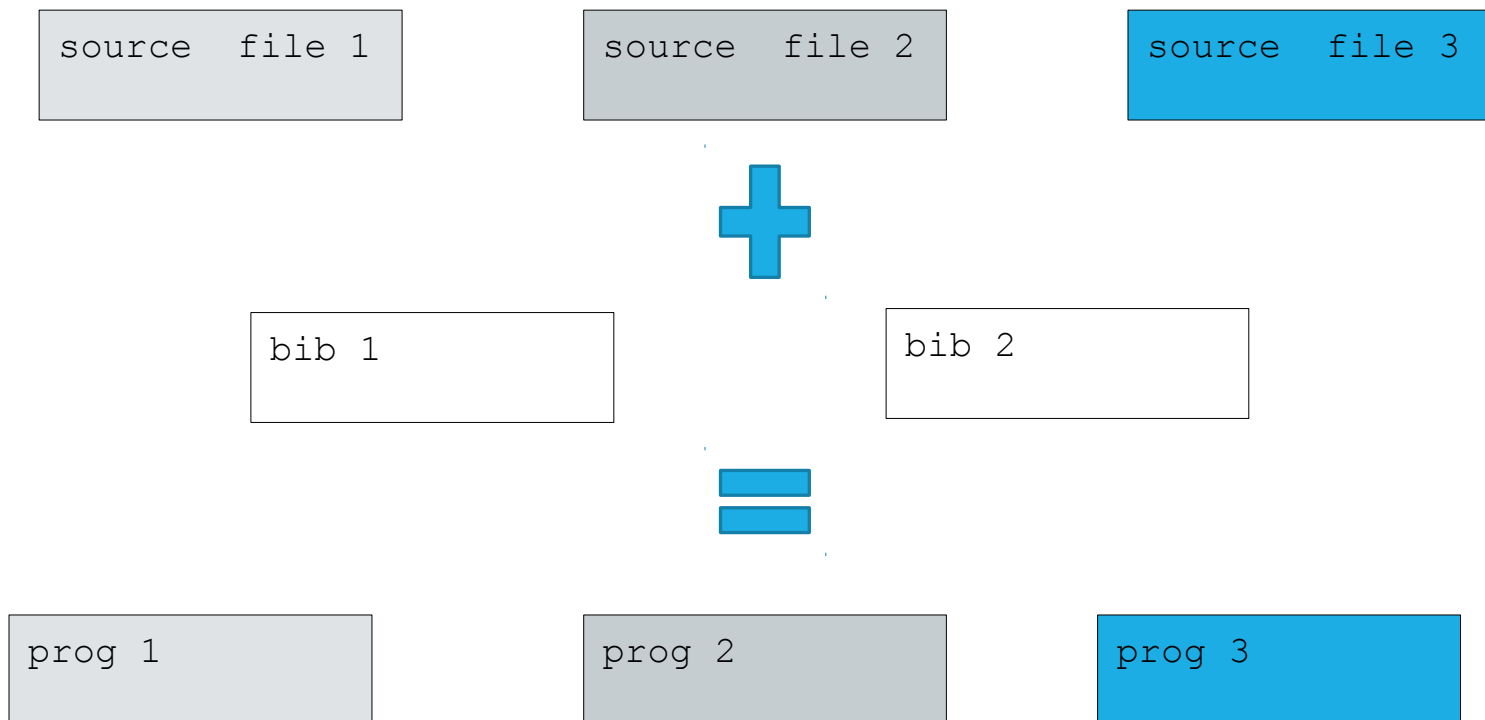 source  file 1
source  file 2
source  file 3
bib 1
bib 2
prog 1
prog 2
prog 3